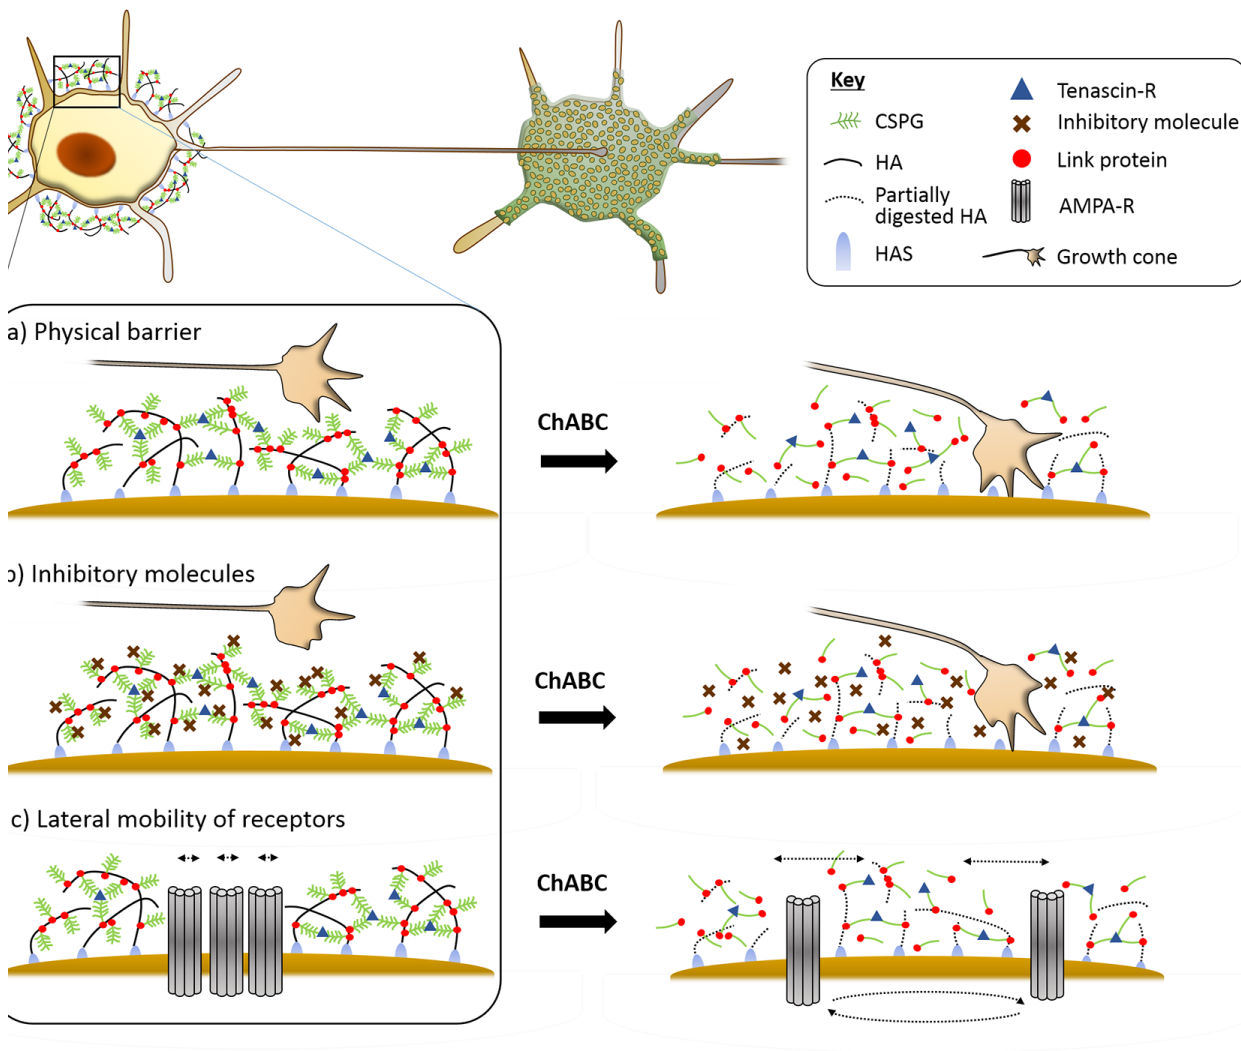 Key
CSPG
HA
Partially
digested HA
HAS
Tenascin-R
Inhibitory molecule
Link protein
AMPA-R
Growth cone
a) Physical barrier
ChABC
b) Inhibitory molecules
ChABC
c) Lateral mobility of receptors
ChABC